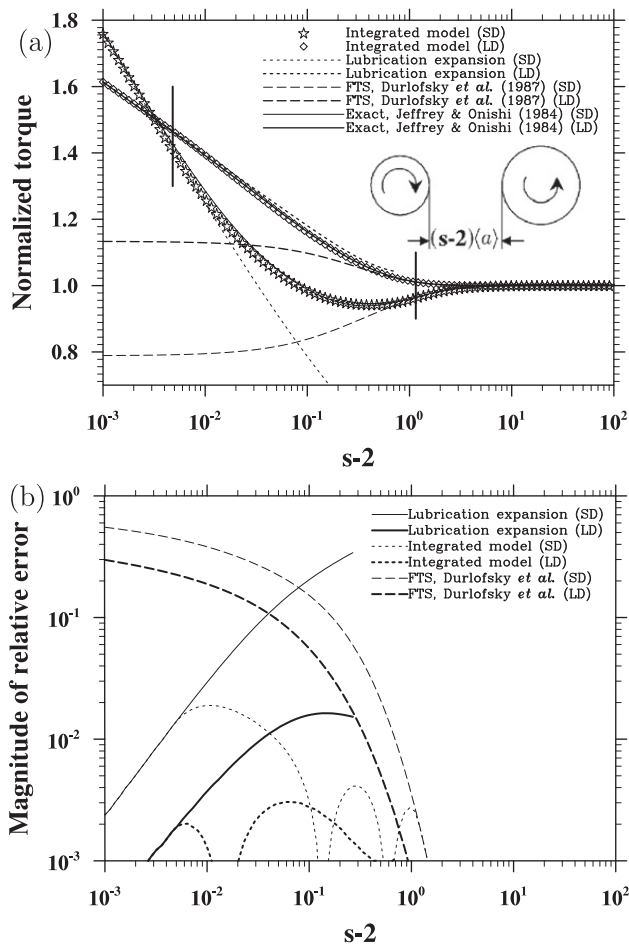 (a)
Normalized torque
1.8
1.6
1.4
1.2
1.0
0.8
Integrated model (SD)
Integrated model (LD)
Lubrication expansion (SD)
Lubrication expansion (LD)
FTS, Durlofsky et al. (1987) (SD)
FTS, Durlofsky et al. (1987) (LD)
Exact, Jeffrey & Onishi (1984) (SD)
Exact, Jeffrey & Onishi (1984) (LD)
(s-2)⟨a⟩
10⁻³ 10⁻² 10⁻¹ 10⁰ 10¹ 10²
s-2
(b)
Magnitude of relative error
10⁰
10⁻¹
10⁻²
10⁻³
Lubrication expansion (SD)
Lubrication expansion (LD)
Integrated model (SD)
Integrated model (LD)
FTS, Durlofsky et al. (SD)
FTS, Durlofsky et al. (LD)
10⁻³ 10⁻² 10⁻¹ 10⁰ 10¹ 10²
s-2